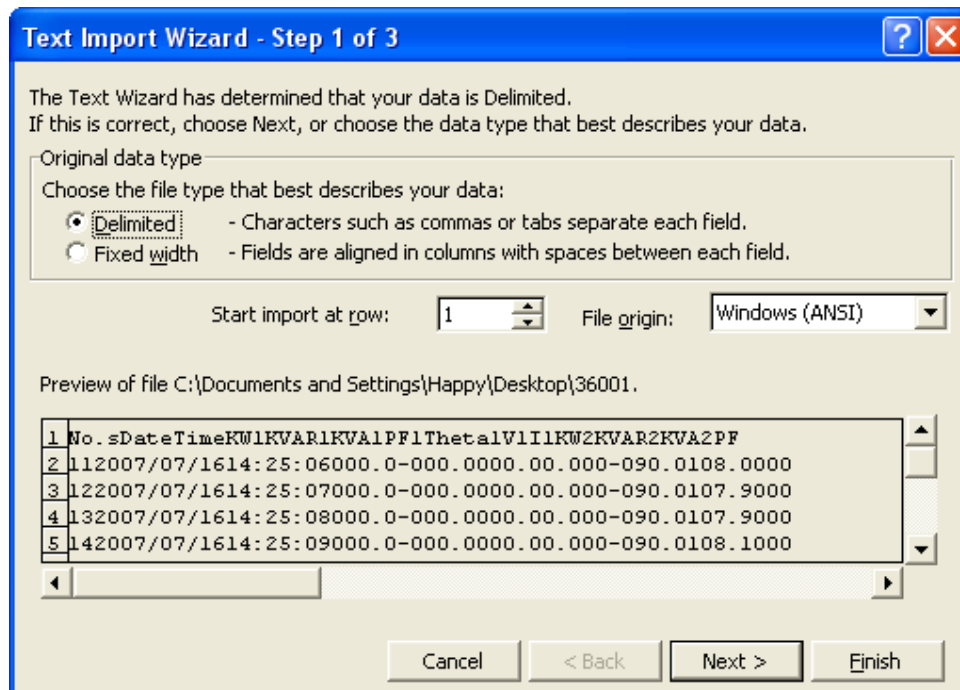 Text Import Wizard - Step 1 of 3
The Text Wizard has determined that your data is Delimited.
If this is correct, choose Next, or choose the data type that best describes your data.
Original data type
Choose the file type that best describes your data:
Delimited - Characters such as commas or tabs separate each field.
Fixed width - Fields are aligned in columns with spaces between each field.
Start import at row: 1 File origin: Windows (ANSI)
Preview of file C:\Documents and Settings\Happy\Desktop\36001.
1 No.sDateTimeKW1KVAR1KVA1PF1Theta1V1I1KW2KVAR2KVA2PF
2 112007/07/1614:25:06000.0-000.0000.00.000-090.0108.0000
3 122007/07/1614:25:07000.0-000.0000.00.000-090.0107.9000
4 132007/07/1614:25:08000.0-000.0000.00.000-090.0107.9000
5 142007/07/1614:25:09000.0-000.0000.00.000-090.0108.1000
Cancel < Back Next > Finish